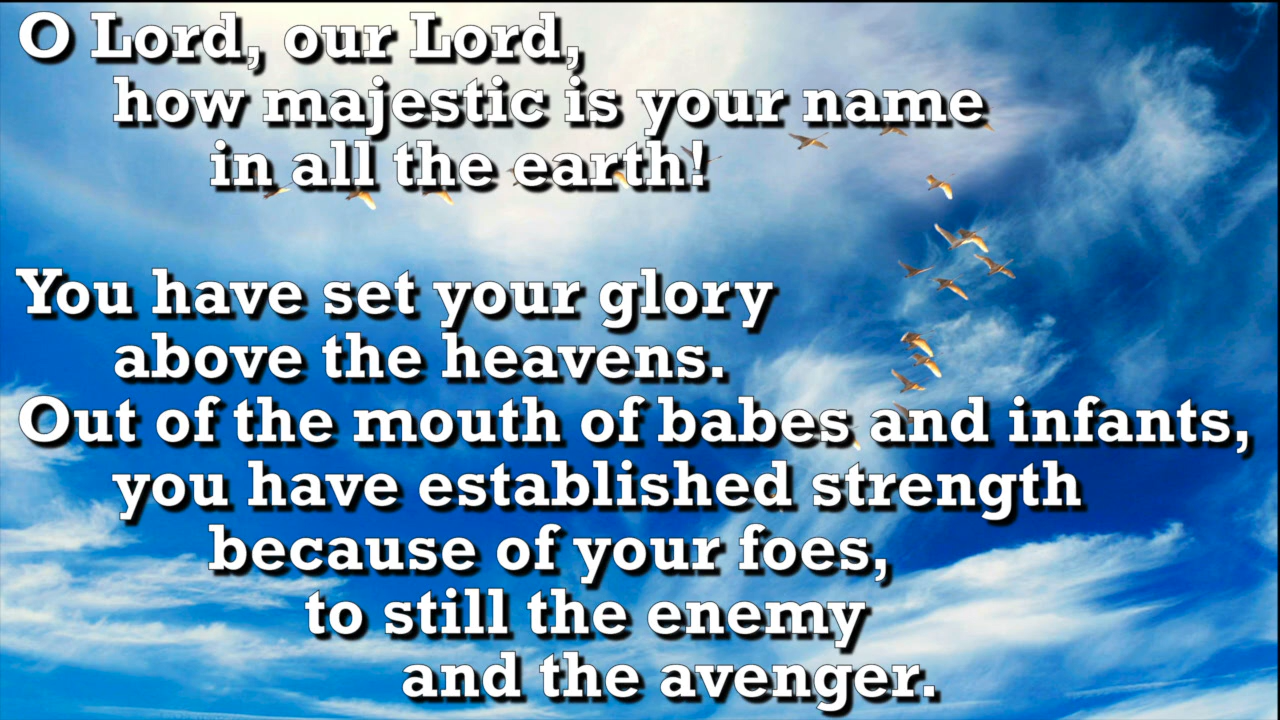 O Lord, our Lord,
how majestic is your name
in all the earth!
You have set your glory
above the heavens.
Out of the mouth of babes and infants,
you have established strength
because of your foes,
to still the enemy
and the avenger.